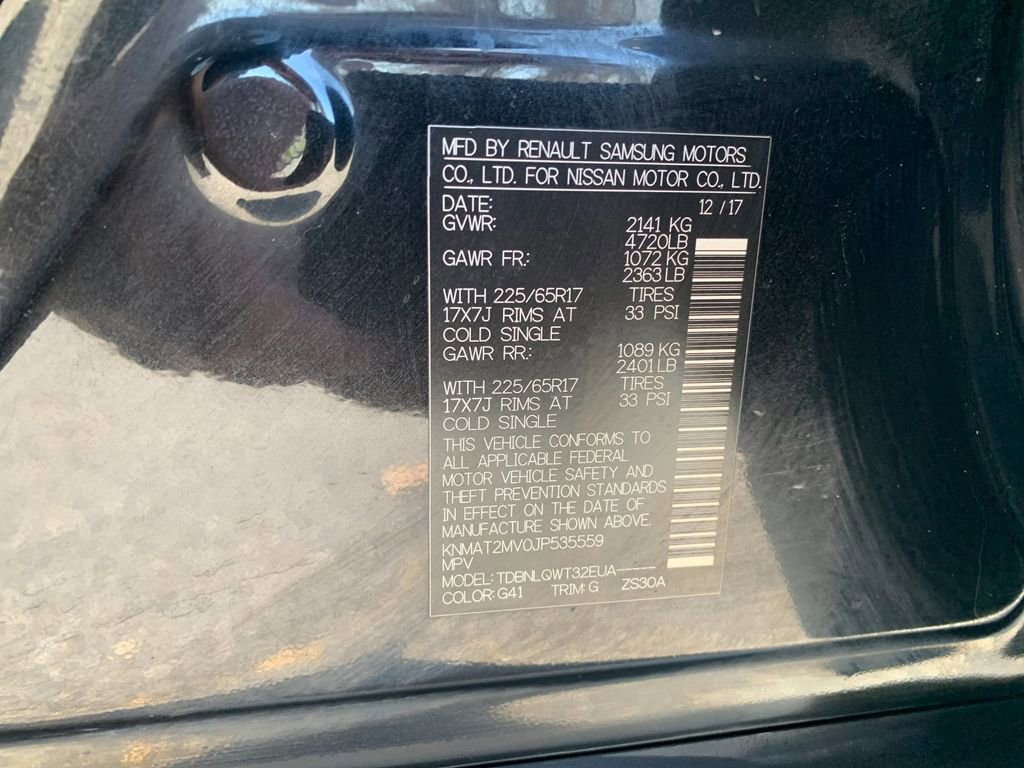 MFD BY RENAULT SAMSUNG MOTORS
CO., LTD. FOR NISSAN MOTOR CO., LTD.
DATE: 12 / 17
GVWR: 2141 KG
4720LB
GAWR FR.: 1072 KG
2363LB
WITH 225/65R17 TIRES
17X7J RIMS AT 33 PSI
COLD SINGLE
GAWR RR.: 1089 KG
2401LB
WITH 225/65R17 TIRES
17X7J RIMS AT 33 PSI
COLD SINGLE
THIS VEHICLE CONFORMS TO
ALL APPLICABLE FEDERAL
MOTOR VEHICLE SAFETY AND
THEFT PREVENTION STANDARDS
IN EFFECT ON THE DATE OF
MANUFACTURE SHOWN ABOVE.
KNMAT2MV0JP535559
MPV
MODEL: TDBNLQWT32EUA-----
COLOR: G41 TRIM: G ZS30A